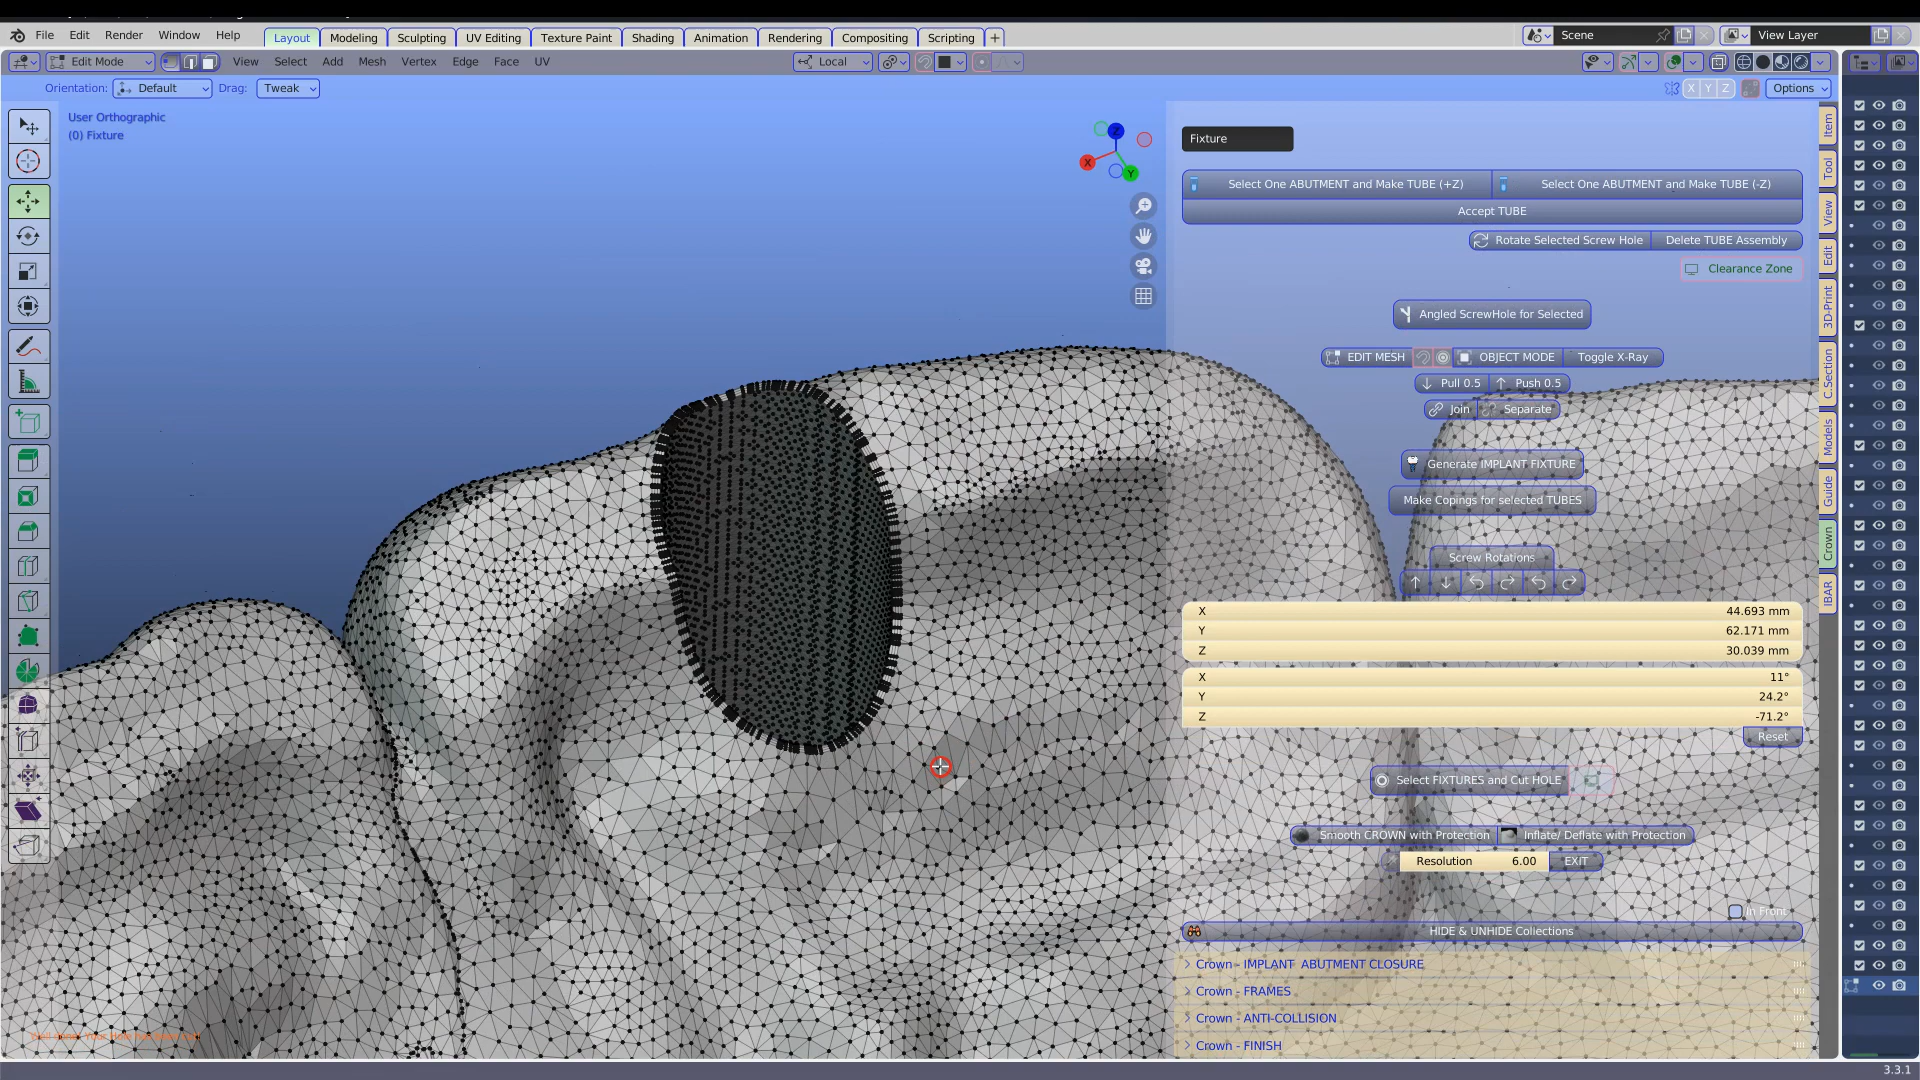 File Edit Render Window Help Layout Modeling Sculpting UV Editing Texture Paint Shading Animation Rendering Compositing Scripting + Scene View Layer
Edit Mode View Select Add Mesh Vertex Edge Face UV Local
Orientation: Default Drag: Tweak X Y Z Options
User Orthographic
(0) Fixture
Z
X
Y
Fixture
Select One ABUTMENT and Make TUBE (+Z) Select One ABUTMENT and Make TUBE (-Z)
Accept TUBE
Rotate Selected Screw Hole Delete TUBE Assembly
Clearance Zone
Angled ScrewHole for Selected
EDIT MESH OBJECT MODE Toggle X-Ray
Pull 0.5 Push 0.5
Join Separate
Generate IMPLANT FIXTURE
Make Copings for selected TUBES
Screw Rotations
X 44.693 mm
Y 62.171 mm
Z 30.039 mm
X 11°
Y 24.2°
Z -71.2°
Reset
Select FIXTURES and Cut HOLE
Smooth CROWN with Protection Inflate/ Deflate with Protection
Resolution 6.00 EXIT
In Front
HIDE & UNHIDE Collections
Crown - IMPLANT ABUTMENT CLOSURE
Crown - FRAMES
Crown - ANTI-COLLISION
Crown - FINISH
Item
Tool
View
Edit
3D-Print
C.Section
Models
Guide
Crown
IBAR
3.3.1